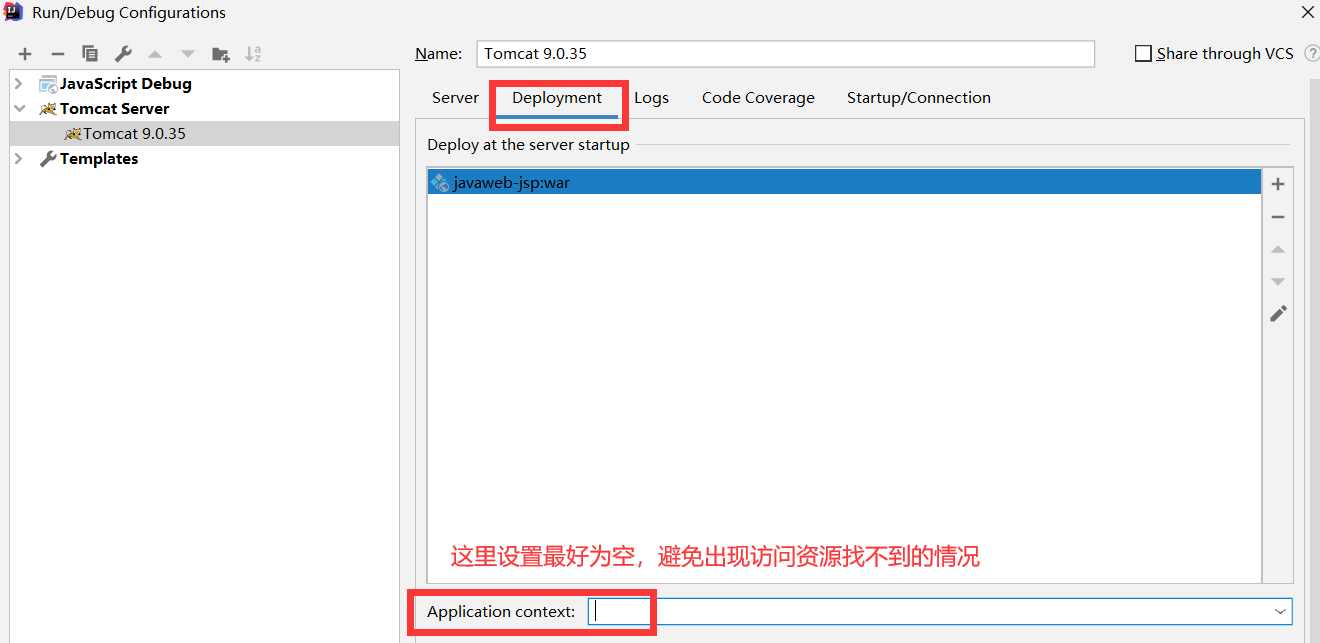 Run/Debug Configurations
Name: Tomcat 9.0.35
Share through VCS ?
JavaScript Debug
Tomcat Server
Tomcat 9.0.35
Templates
Server Deployment Logs Code Coverage Startup/Connection
Deploy at the server startup
javaweb-jsp:war
这里设置最好为空，避免出现访问资源找不到的情况
Application context: